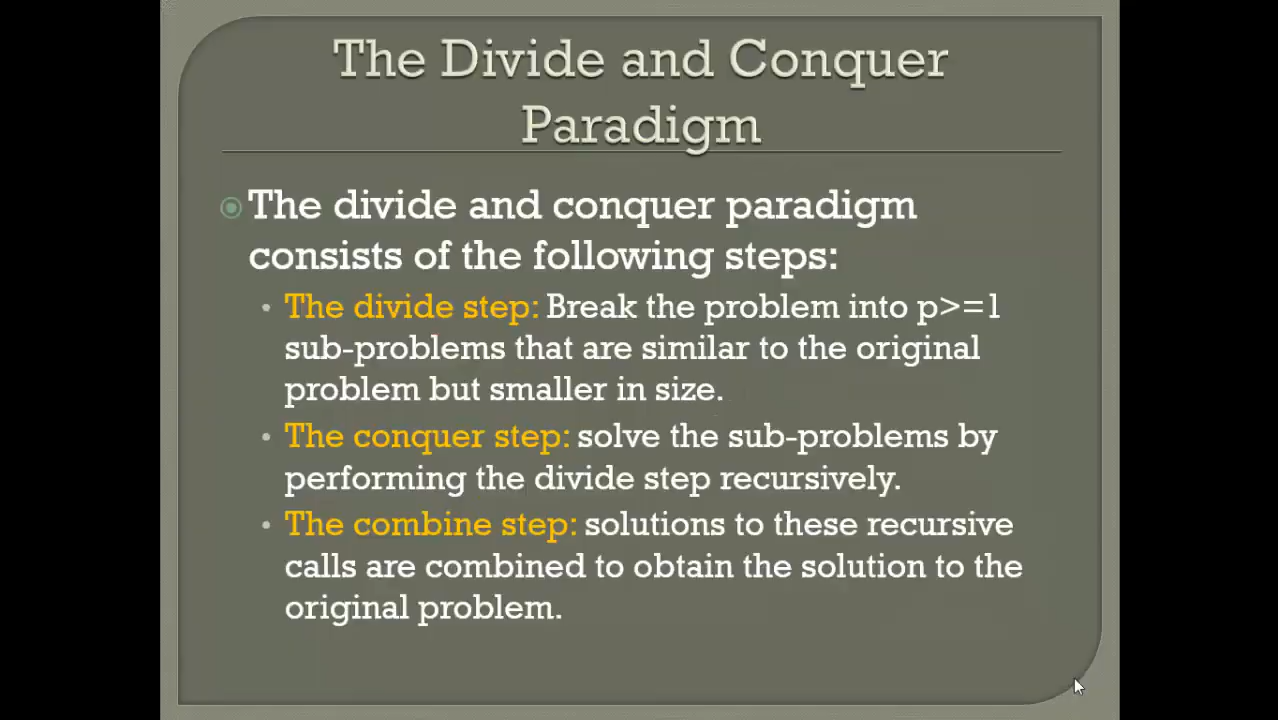 The Divide and Conquer
Paradigm
The divide and conquer paradigm
consists of the following steps:
• The divide step: Break the problem into p>=1
sub-problems that are similar to the original
problem but smaller in size.
• The conquer step: solve the sub-problems by
performing the divide step recursively.
• The combine step: solutions to these recursive
calls are combined to obtain the solution to the
original problem.